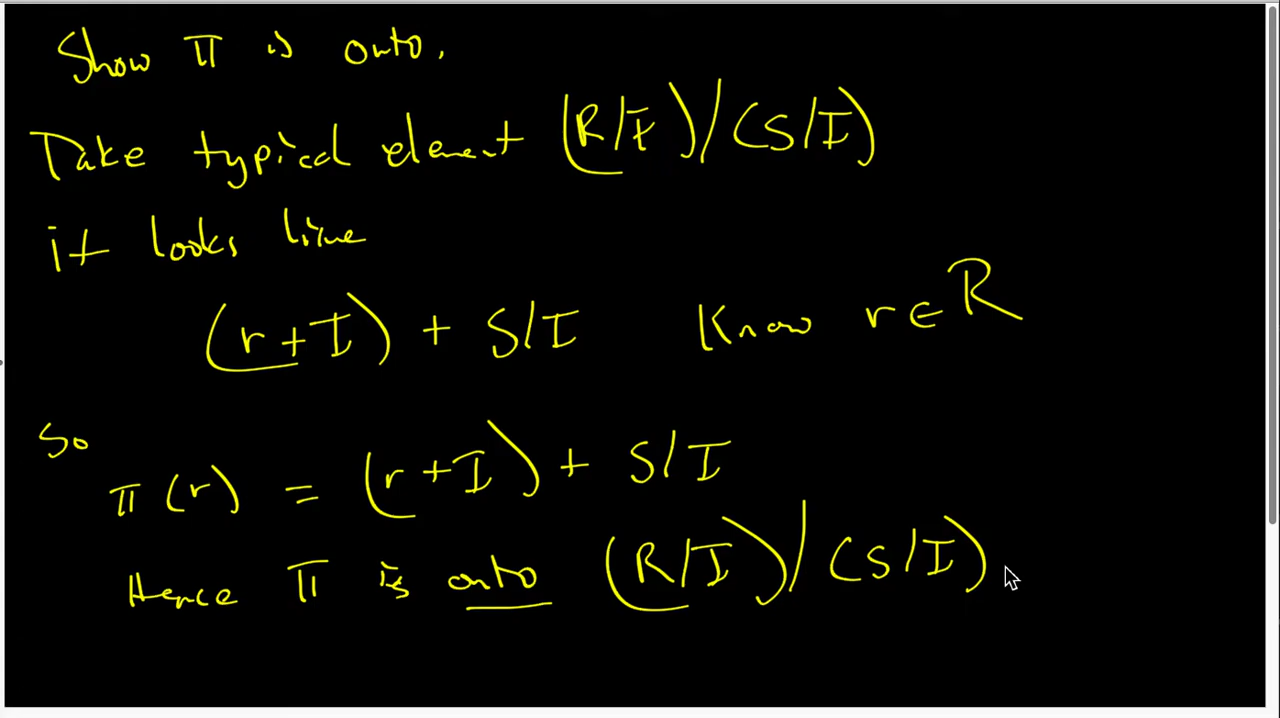 Show π is onto.
Take typical element (R/I)/(S/I)
it looks like
(r+I) + S/I Know r∈R
So
π(r) = (r+I) + S/I
Hence π is onto (R/I)/(S/I)